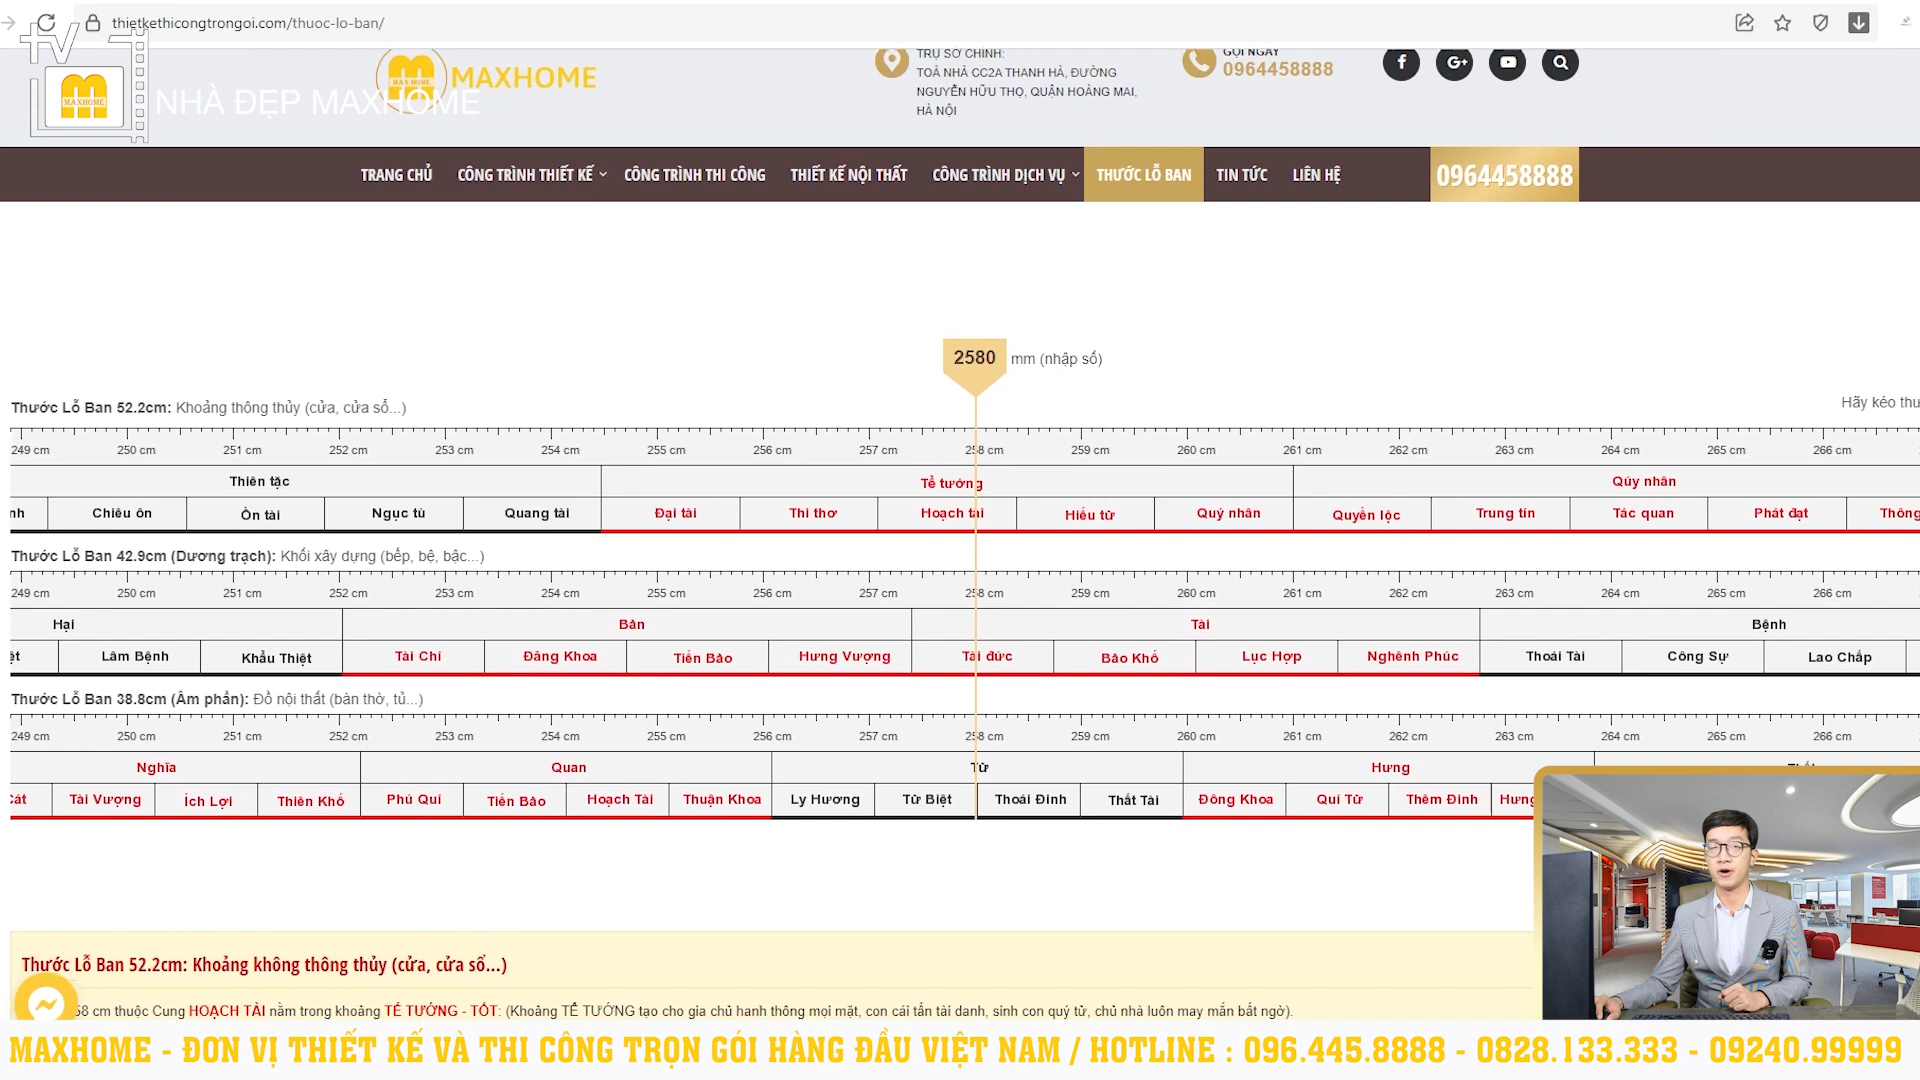 thietkethicongtrongoi.com/thuoc-lo-ban/
TV
MAXHOME
NHÀ ĐẸP MAXHOME
MAX HOME
MAXHOME
TRỤ SỞ CHÍNH:
TOÀ NHÀ CC2A THANH HÀ, ĐƯỜNG
NGUYỄN HỮU THỌ, QUẬN HOÀNG MAI,
HÀ NỘI
GỌI NGAY
0964458888
TRANG CHỦ CÔNG TRÌNH THIẾT KẾ CÔNG TRÌNH THI CÔNG THIẾT KẾ NỘI THẤT CÔNG TRÌNH DỊCH VỤ THƯỚC LỖ BAN TIN TỨC LIÊN HỆ 0964458888
2580 mm (nhập số)
Hãy kéo thư
Thước Lỗ Ban 52.2cm: Khoảng thông thủy (cửa, cửa sổ...)
249 cm 250 cm 251 cm 252 cm 253 cm 254 cm 255 cm 256 cm 257 cm 258 cm 259 cm 260 cm 261 cm 262 cm 263 cm 264 cm 265 cm 266 cm
Thiên tặc Tể tướng Qúy nhân
nh Chiêu ôn Ôn tài Ngục tù Quang tài Đại tài Thi thơ Hoạch tài Hiếu tử Quý nhân Quyền lộc Trung tín Tác quan Phát đạt Thông
Thước Lỗ Ban 42.9cm (Dương trạch): Khối xây dựng (bếp, bệ, bậc...)
249 cm 250 cm 251 cm 252 cm 253 cm 254 cm 255 cm 256 cm 257 cm 258 cm 259 cm 260 cm 261 cm 262 cm 263 cm 264 cm 265 cm 266 cm
Hại Bản Tài Bệnh
ệt Lâm Bệnh Khẩu Thiệt Tài Chí Đăng Khoa Tiến Bảo Hưng Vượng Tài đức Bảo Khố Lục Hợp Nghênh Phúc Thoái Tài Công Sự Lao Chấp
Thước Lỗ Ban 38.8cm (Âm phần): Đồ nội thất (bàn thờ, tủ...)
249 cm 250 cm 251 cm 252 cm 253 cm 254 cm 255 cm 256 cm 257 cm 258 cm 259 cm 260 cm 261 cm 262 cm 263 cm 264 cm 265 cm 266 cm
Nghĩa Quan Tử Hưng
Cát Tài Vượng Ích Lợi Thiên Khố Phú Quí Tiến Bảo Hoạch Tài Thuận Khoa Ly Hương Tử Biệt Thoái Đinh Thất Tài Đăng Khoa Quí Tử Thêm Đinh Hưng
Thước Lỗ Ban 52.2cm: Khoảng không thông thủy (cửa, cửa sổ...)
58 cm thuộc Cung HOẠCH TÀI nằm trong khoảng TỂ TƯỚNG - TỐT: (Khoảng TỂ TƯỚNG tạo cho gia chủ hanh thông mọi mặt, con cái tấn tài danh, sinh con quý tử, chủ nhà luôn may mắn bất ngờ).
MAXHOME - ĐƠN VỊ THIẾT KẾ VÀ THI CÔNG TRỌN GÓI HÀNG ĐẦU VIỆT NAM / HOTLINE : 096.445.8888 - 0828.133.333 - 09240.99999